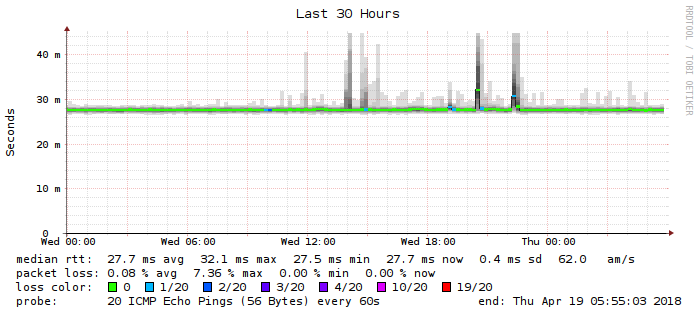 Last 30 Hours
RRDTOOL / TOBI OETIKER
Seconds
40 m
30 m
20 m
10 m
0
Wed 00:00 Wed 06:00 Wed 12:00 Wed 18:00 Thu 00:00
median rtt: 27.7 ms avg 32.1 ms max 27.5 ms min 27.7 ms now 0.4 ms sd 62.0 am/s
packet loss: 0.08 % avg 7.36 % max 0.00 % min 0.00 % now
loss color: 0 1/20 2/20 3/20 4/20 10/20 19/20
probe: 20 ICMP Echo Pings (56 Bytes) every 60s end: Thu Apr 19 05:55:03 2018